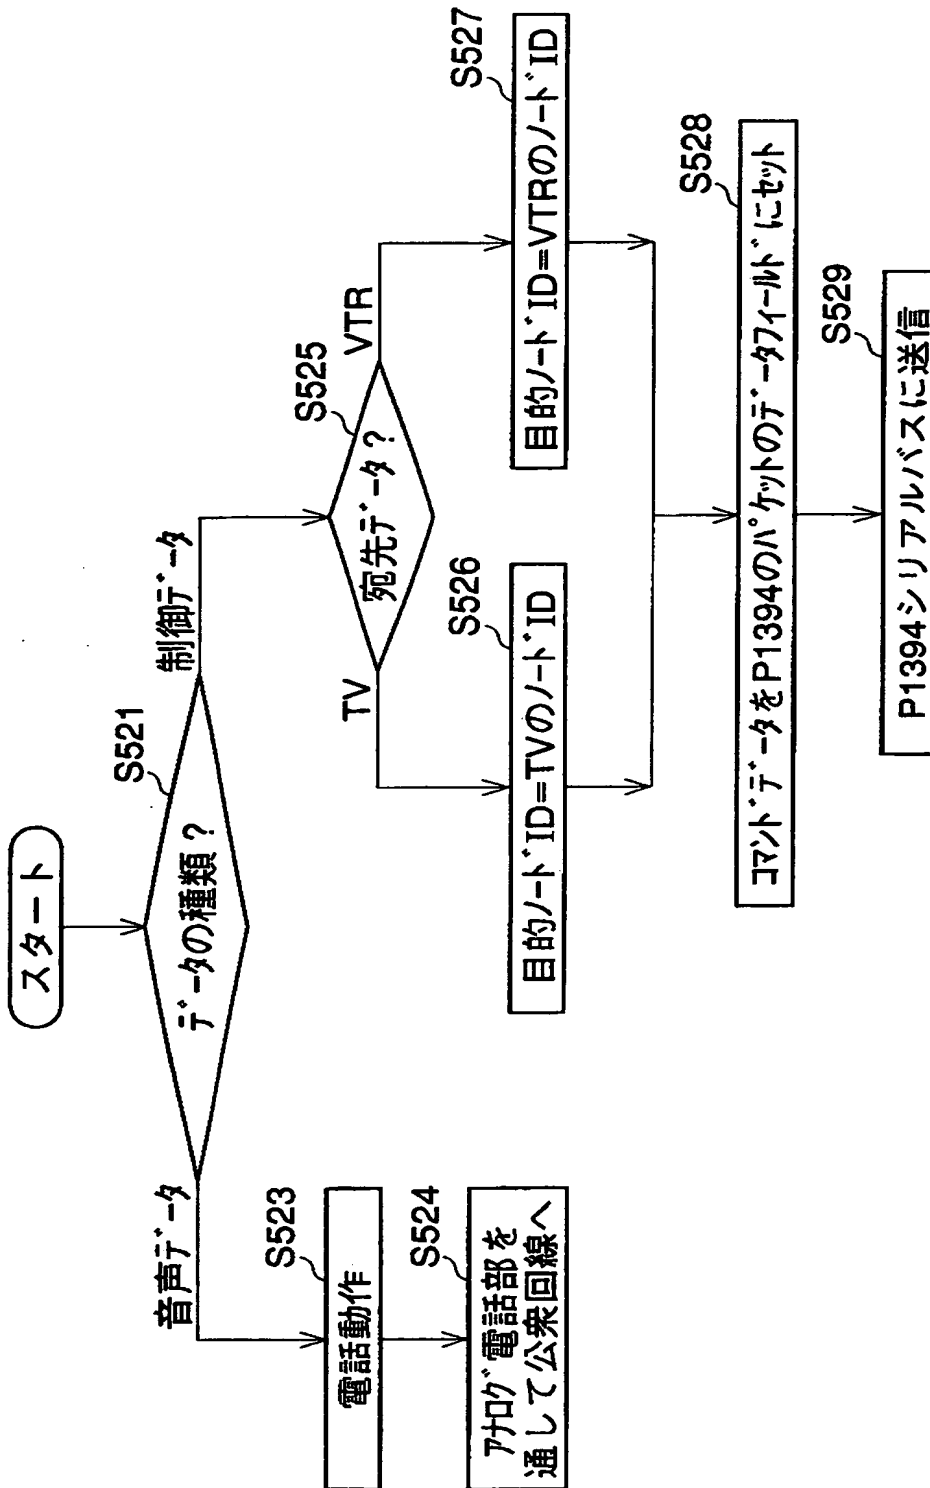 スタート
S521
データの種類?
音声データ
制御データ
S523
電話動作
S524
アナログ電話部を
通して公衆回線へ
S525
宛先データ?
TV
VTR
S526
目的ノードID=TVのノードID
S527
目的ノードID=VTRのノードID
S528
コマンドデータをP1394のパケットのデータフィールドにセット
S529
P1394シリアルバスに送信